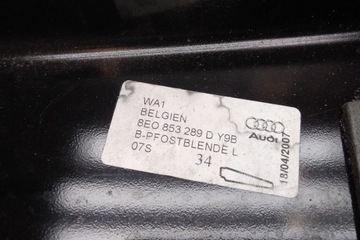 WA1
BELGIEN
8E0 853 289 D Y9B
B-PFOSTBLENDE L
07S
34
Audi
18/04/2007